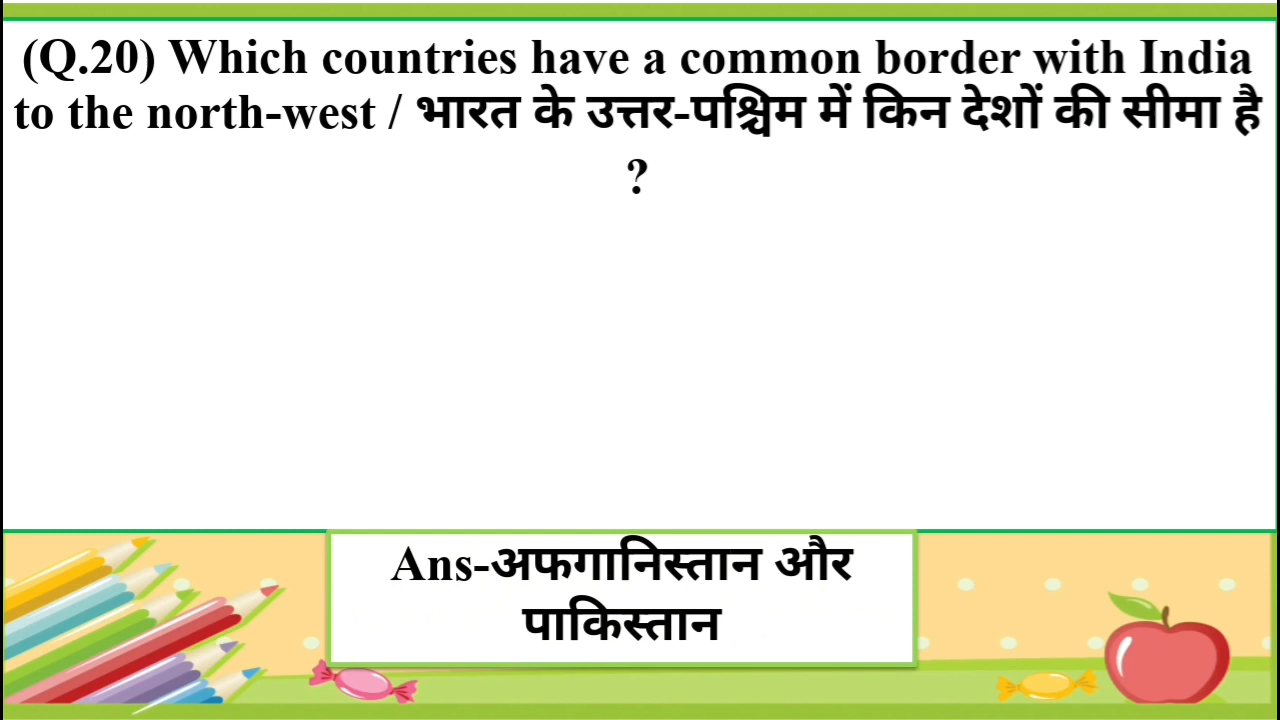 (Q.20) Which countries have a common border with India
to the north-west / भारत के उत्तर-पश्चिम में किन देशों की सीमा है
?
Ans-अफगानिस्तान और
पाकिस्तान